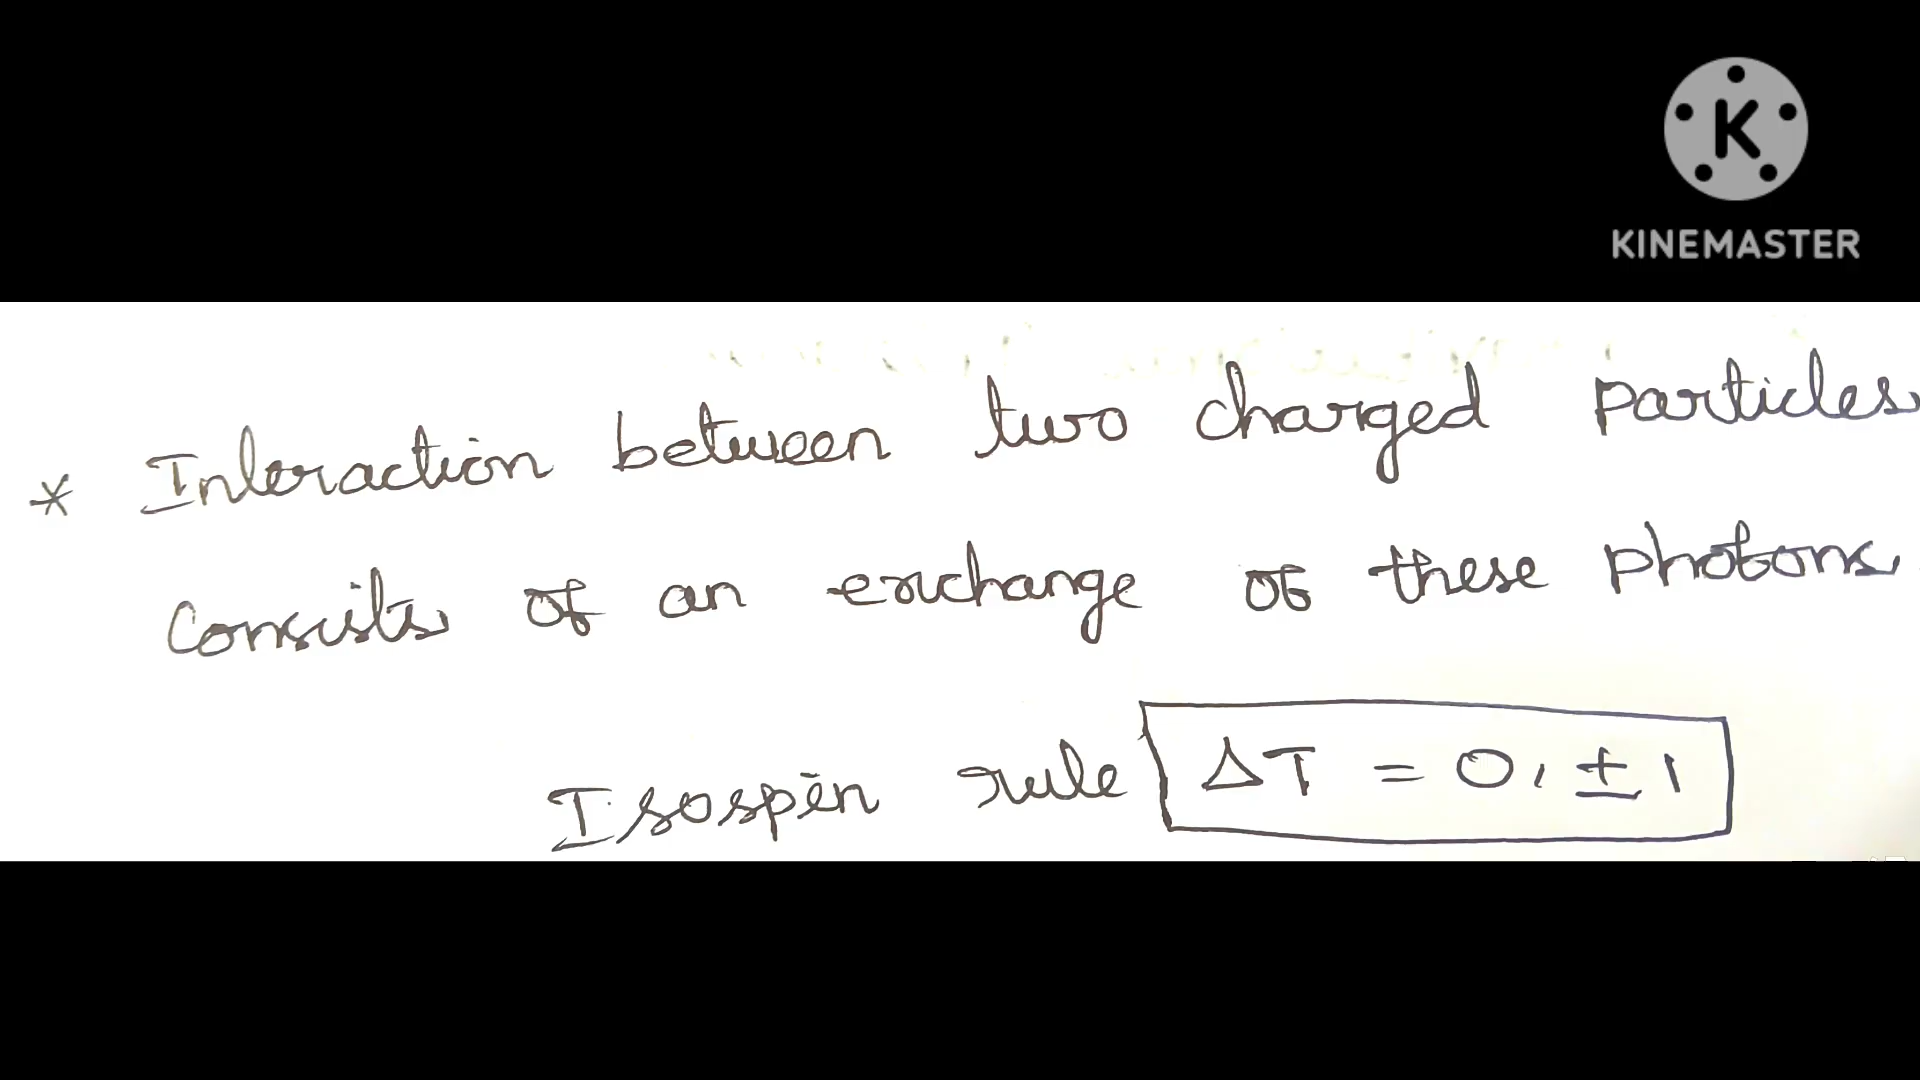 K
KINEMASTER
* Interaction between two charged particles
consists of an exchange of these photons
Isospin rule ΔT = 0, ± 1